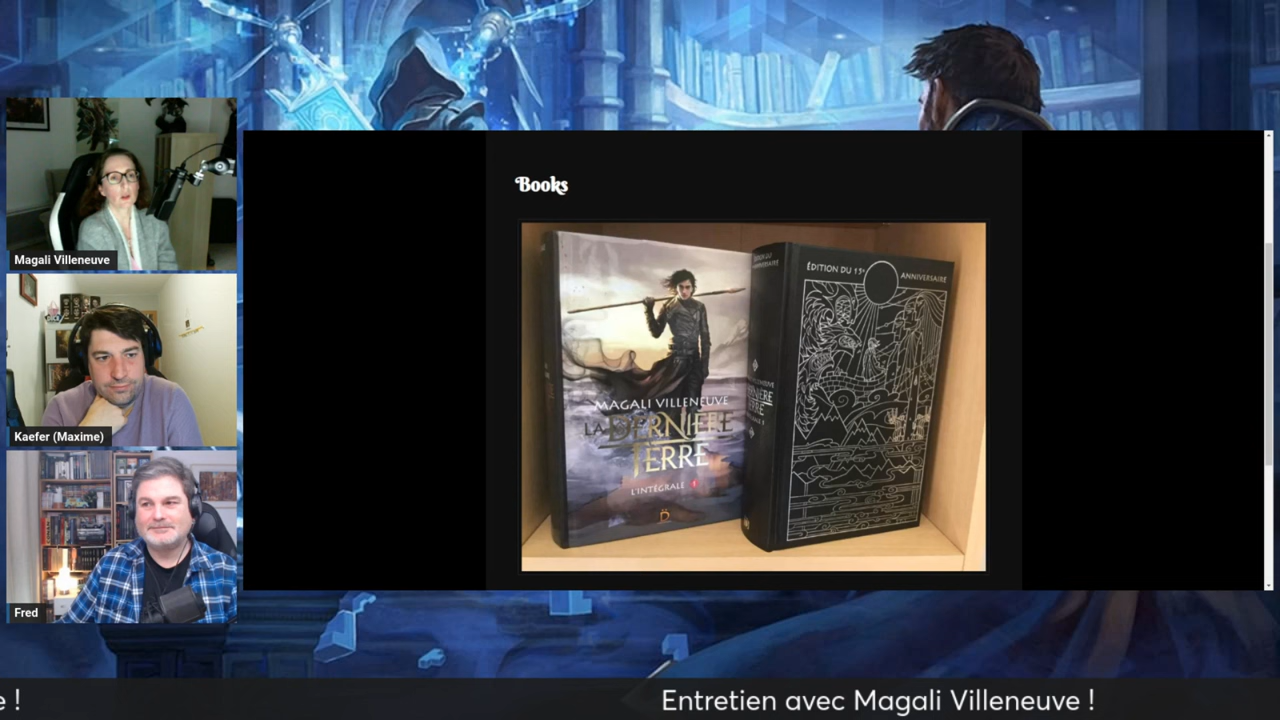 Magali Villeneuve
Kaefer (Maxime)
Fred
Books
MAGALI VILLENEUVE
LA DERNIÈRE
TERRE
L'INTÉGRALE 1
ÉDITION DU 15e ANNIVERSAIRE
e !
Entretien avec Magali Villeneuve !